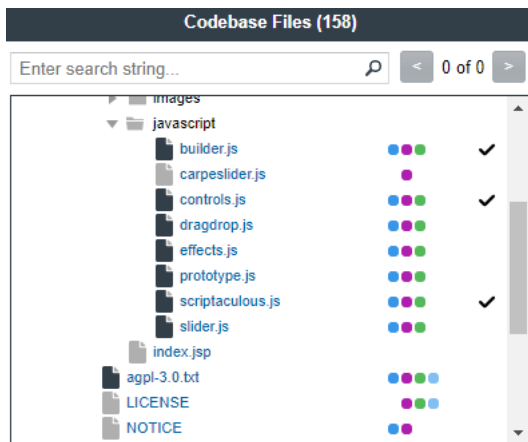 Codebase Files (158)
Enter search string...
< 0 of 0 >
images
javascript
builder.js
carpeslider.js
controls.js
dragdrop.js
effects.js
prototype.js
scriptaculous.js
slider.js
index.jsp
agpl-3.0.txt
LICENSE
NOTICE